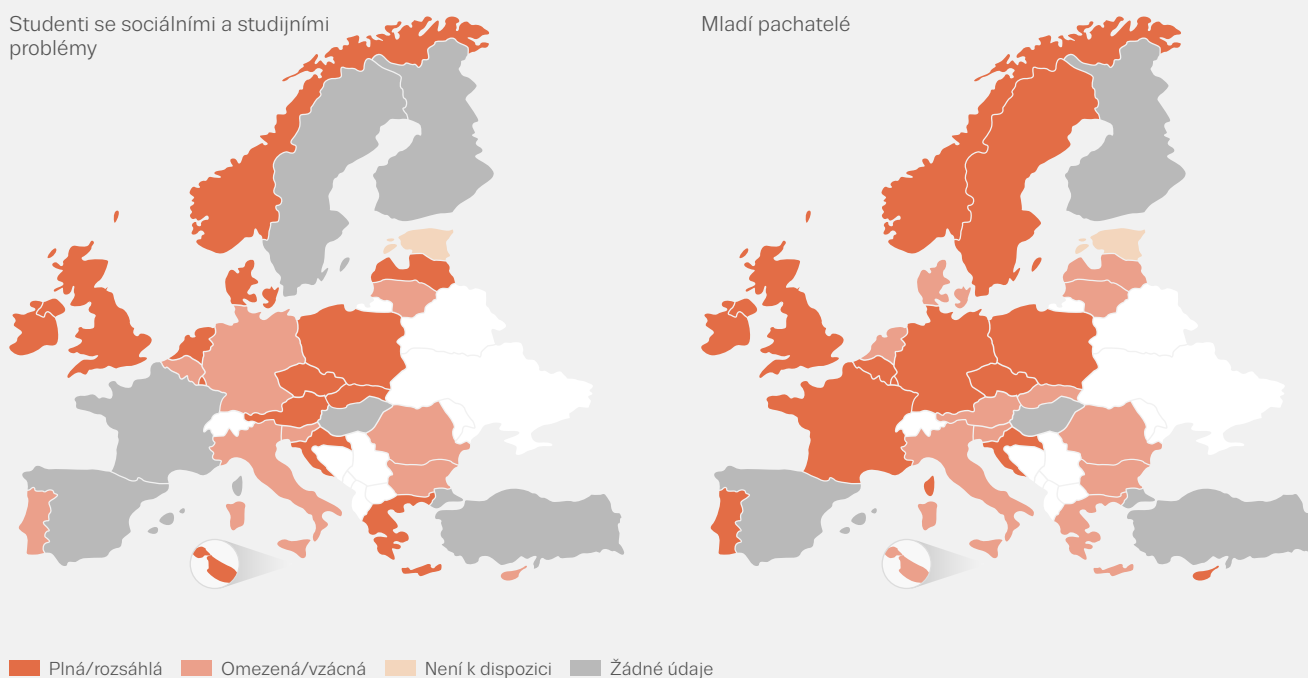 Studenti se sociálními a studijními
problémy
Mladí pachatelé
Plná/rozsáhlá
Omezená/vzácná
Není k dispozici
Žádné údaje